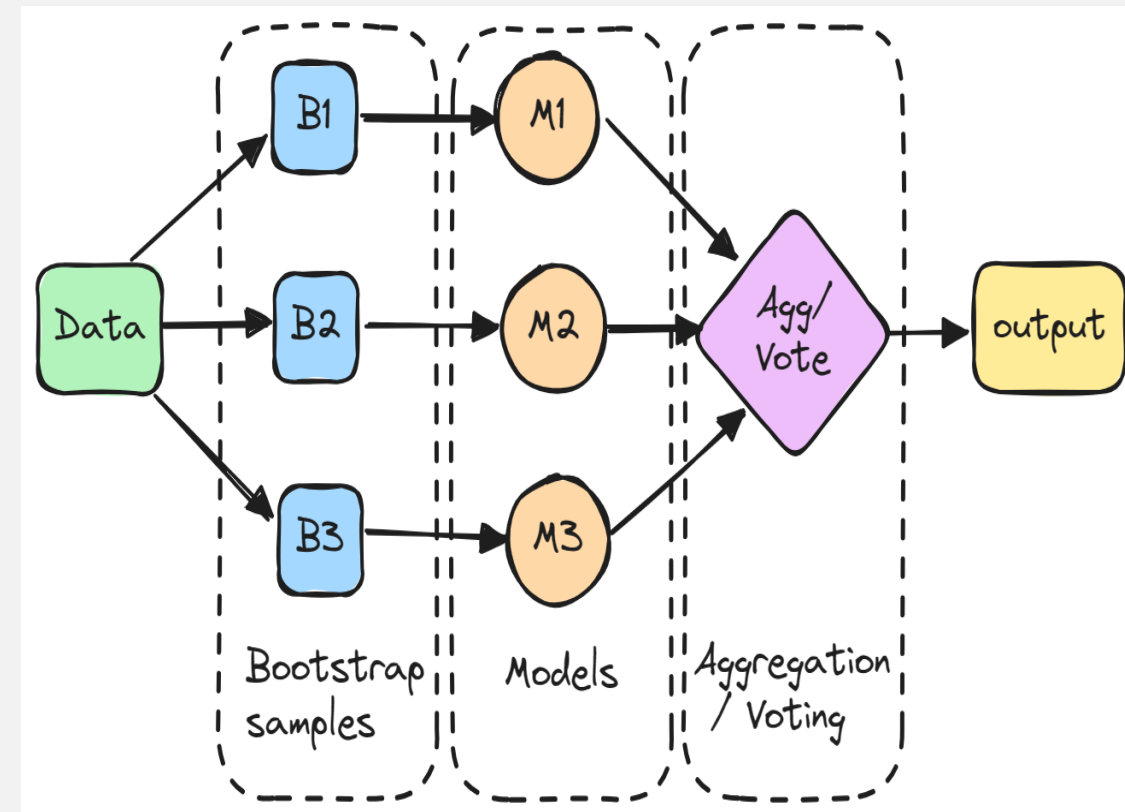 B1
M1
Data
B2
M2
Agg/
Vote
output
B3
M3
Bootstrap
samples
Models
Aggregation
/ Voting